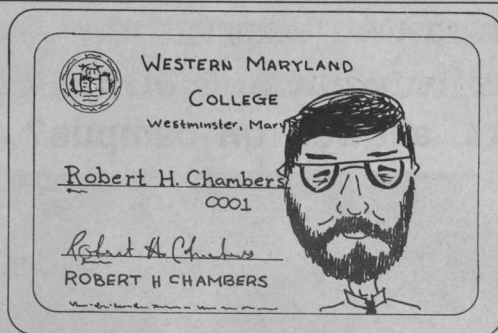 WESTERN MARYLAND
COLLEGE
Westminster, Mary
Robert H. Chambers
0001
Robert H Chambers
ROBERT H CHAMBERS